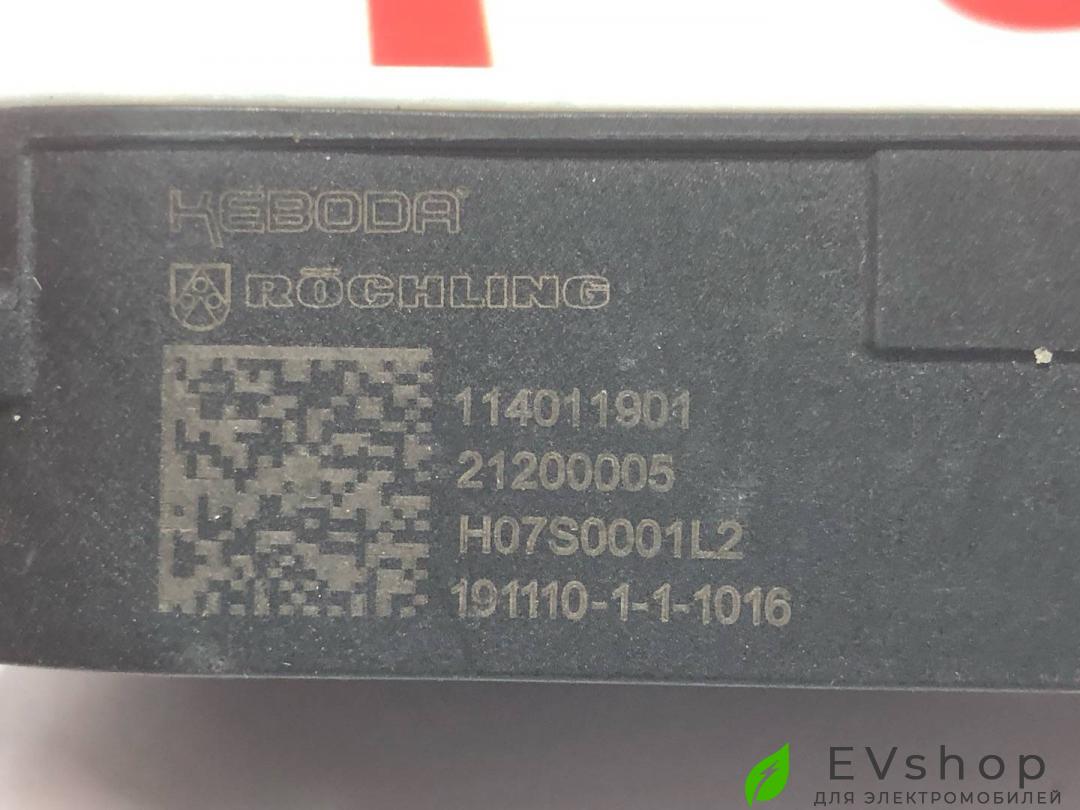 KEBODA
RÖCHLING
114011901
21200005
H07S0001L2
191110-1-1-1016
EVshop
ДЛЯ ЭЛЕКТРОМОБИЛЕЙ